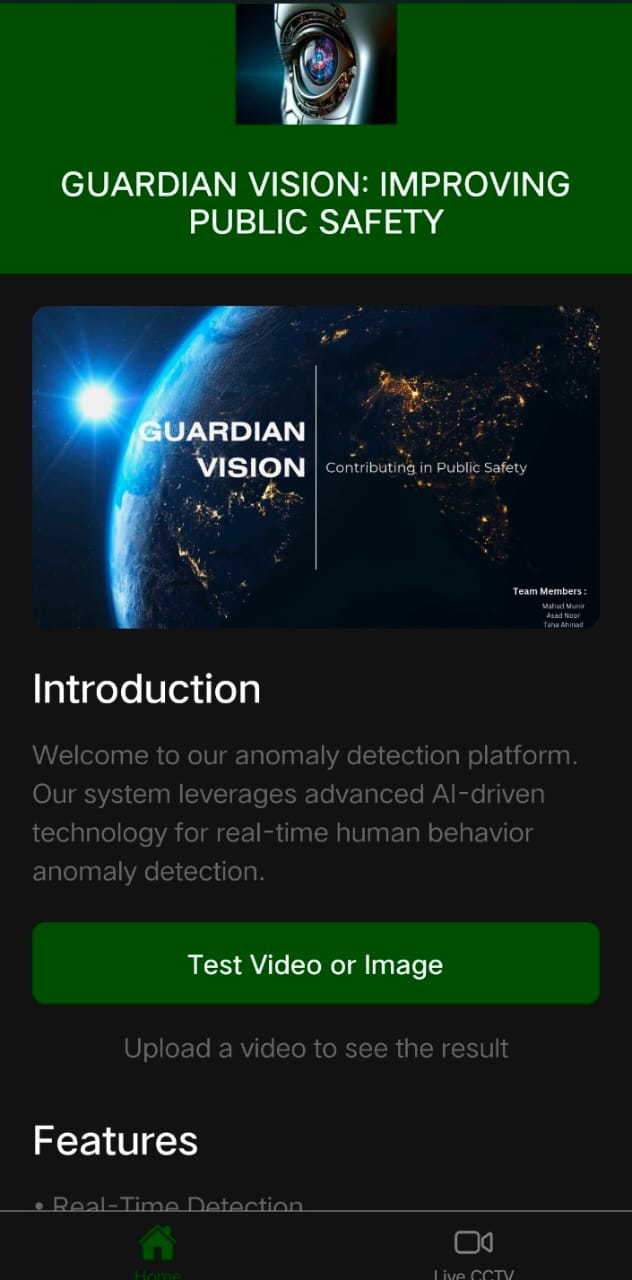 GUARDIAN VISION: IMPROVING
PUBLIC SAFETY
GUARDIAN
VISION
Contributing in Public Safety
Team Members :
Mahad Munir
Asad Noor
Taha Ahmad
Introduction
Welcome to our anomaly detection platform.
Our system leverages advanced AI-driven
technology for real-time human behavior
anomaly detection.
Test Video or Image
Upload a video to see the result
Features
• Real-Time Detection
Home
Live CCTV